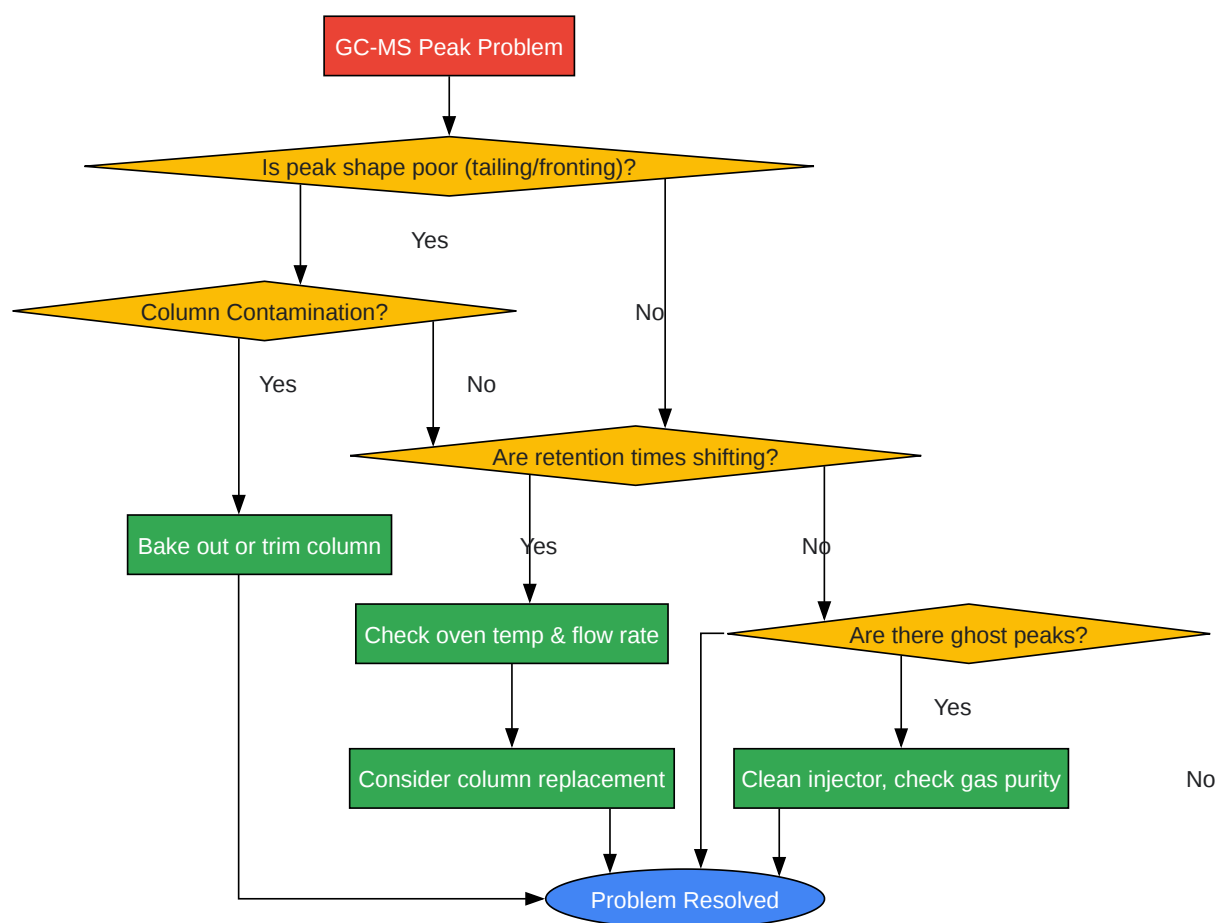 GC-MS Peak Problem
Is peak shape poor (tailing/fronting)?
Yes
Column Contamination?
No
Yes
No
Are retention times shifting?
Bake out or trim column
Yes
No
Check oven temp & flow rate
Are there ghost peaks?
Yes
Consider column replacement
Clean injector, check gas purity
No
Problem Resolved